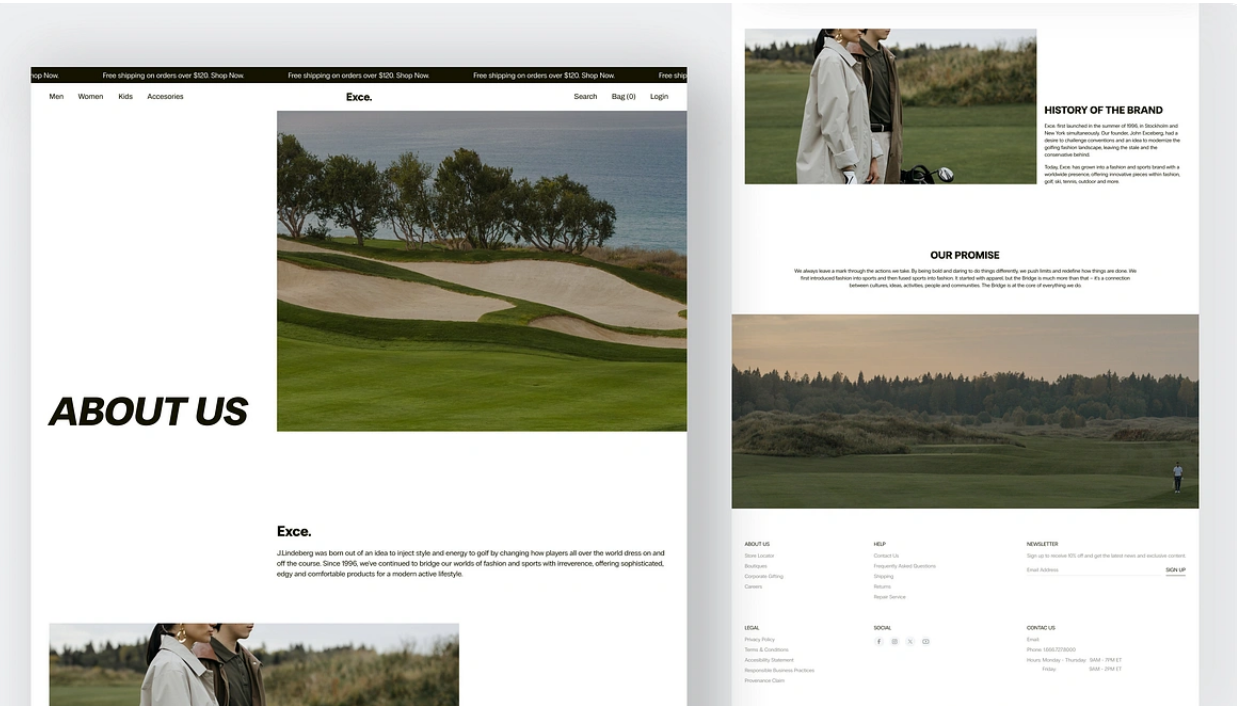 hop Now.
Free shipping on orders over $120. Shop Now.
Free shipping on orders over $120. Shop Now.
Free shipping on orders over $120. Shop Now.
Free ship
Men
Women
Kids
Accesories
Exce.
Search
Bag (0)
Login
ABOUT US
Exce.
J.Lindeberg was born out of an idea to inject style and energy to golf by changing how players all over the world dress on and
off the course. Since 1996, we've continued to bridge our worlds of fashion and sports with irreverence, offering sophisticated,
edgy and comfortable products for a modern active lifestyle.
HISTORY OF THE BRAND
Exce. first launched in the summer of 1996, in Stockholm and
New York simultaneously. Our founder, John Exceberg, had a
desire to challenge conventions and an idea to modernize the
golfing fashion landscape, leaving the stale and the
conservative behind.
Today, Exce. has grown into a fashion and sports brand with a
worldwide presence, offering innovative pieces within fashion,
golf, ski, tennis, outdoor and more.
OUR PROMISE
We always leave a mark through the actions we take. By being bold and daring to do things differently, we push limits and redefine how things are done. We
first introduced fashion into sports and then fused sports into fashion. It started with apparel, but the Bridge is much more than that – it's a connection
between cultures, ideas, activities, people and communities. The Bridge is at the core of everything we do.
ABOUT US
Store Locator
Boutiques
Corporate Gifting
Careers
HELP
Contact Us
Frequently Asked Questions
Shipping
Returns
Repair Service
NEWSLETTER
Sign up to receive 10% off and get the latest news and exclusive content.
Email Address
SIGN UP
LEGAL
Privacy Policy
Terms & Conditions
Accesibility Statement
Responsible Business Practices
Provenance Claim
SOCIAL
CONTAC US
Email
Phone:
Hours: Monday - Thursday: 9AM - 7PM ET
Friday 9AM - 2PM ET